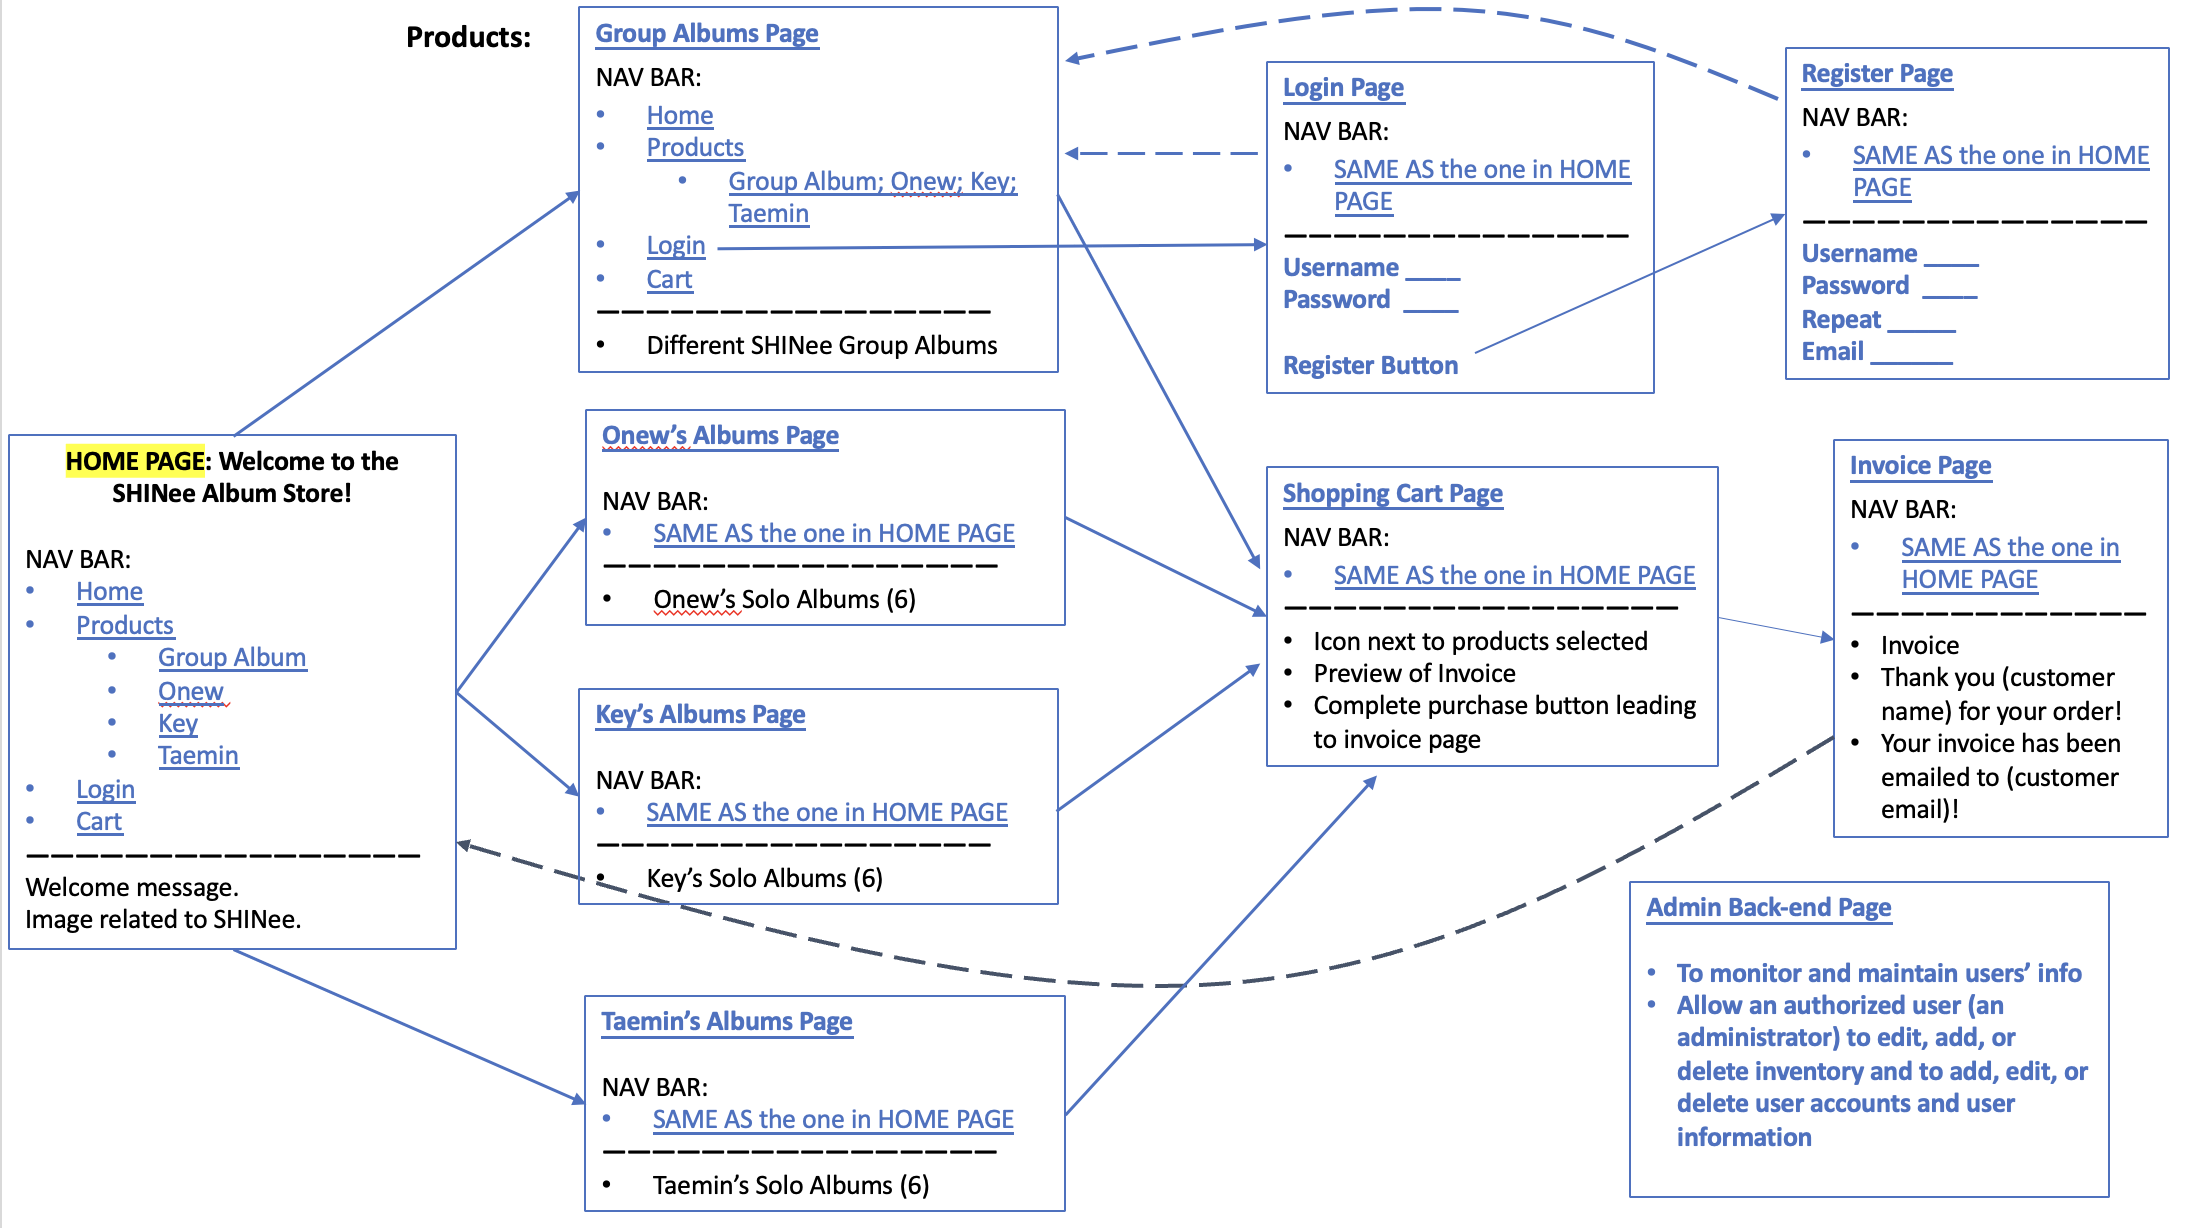 Products:
Group Albums Page
NAV BAR:
• Home
• Products
• Group Album; Onew; Key;
Taemin
• Login
• Cart
• Different SHINee Group Albums
Login Page
NAV BAR:
• SAME AS the one in HOME
PAGE
Username ____
Password ____
Register Button
Register Page
NAV BAR:
• SAME AS the one in HOME
PAGE
Username ____
Password ____
Repeat _____
Email ______
HOME PAGE: Welcome to the
SHINee Album Store!
NAV BAR:
• Home
• Products
• Group Album
• Onew
• Key
• Taemin
• Login
• Cart
Welcome message.
Image related to SHINee.
Onew’s Albums Page
NAV BAR:
• SAME AS the one in HOME PAGE
• Onew’s Solo Albums (6)
Key’s Albums Page
NAV BAR:
• SAME AS the one in HOME PAGE
• Key’s Solo Albums (6)
Taemin’s Albums Page
NAV BAR:
• SAME AS the one in HOME PAGE
• Taemin’s Solo Albums (6)
Shopping Cart Page
NAV BAR:
• SAME AS the one in HOME PAGE
• Icon next to products selected
• Preview of Invoice
• Complete purchase button leading
to invoice page
Invoice Page
NAV BAR:
• SAME AS the one in
HOME PAGE
• Invoice
• Thank you (customer
name) for your order!
• Your invoice has been
emailed to (customer
email)!
Admin Back-end Page
• To monitor and maintain users’ info
• Allow an authorized user (an
administrator) to edit, add, or
delete inventory and to add, edit, or
delete user accounts and user
information